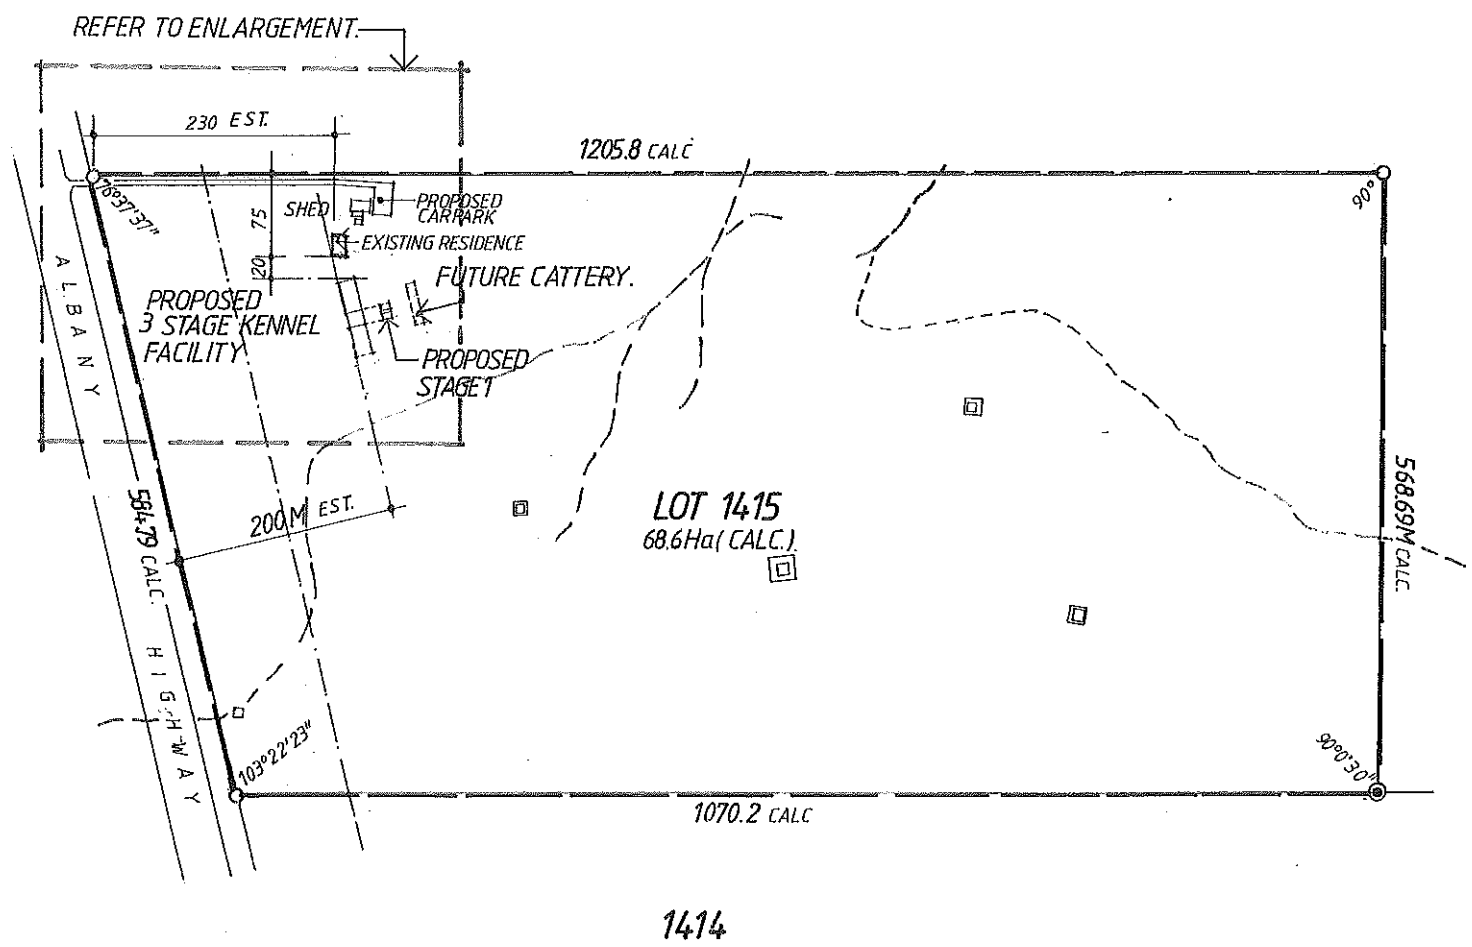 REFER TO ENLARGEMENT.
230 EST.
1205.8 CALC
76°37'37"
90°
SHED
PROPOSED
CARPARK
75
EXISTING RESIDENCE
20
FUTURE CATTERY.
PROPOSED
3 STAGE KENNEL
FACILITY
PROPOSED
STAGE 1
ALBANY HIGHWAY
584.79 CALC.
200 M EST.
LOT 1415
68.6Ha (CALC.).
568.69M CALC.
103°22'23"
90°0'30"
1070.2 CALC
1414